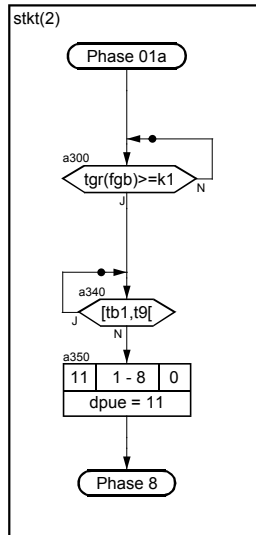 stkt(2)
Phase 01a
a300
tgr(fgb)>=k1
N
J
a340
[tb1,t9[
J
N
a350
11 1 - 8 0
dpue = 11
Phase 8